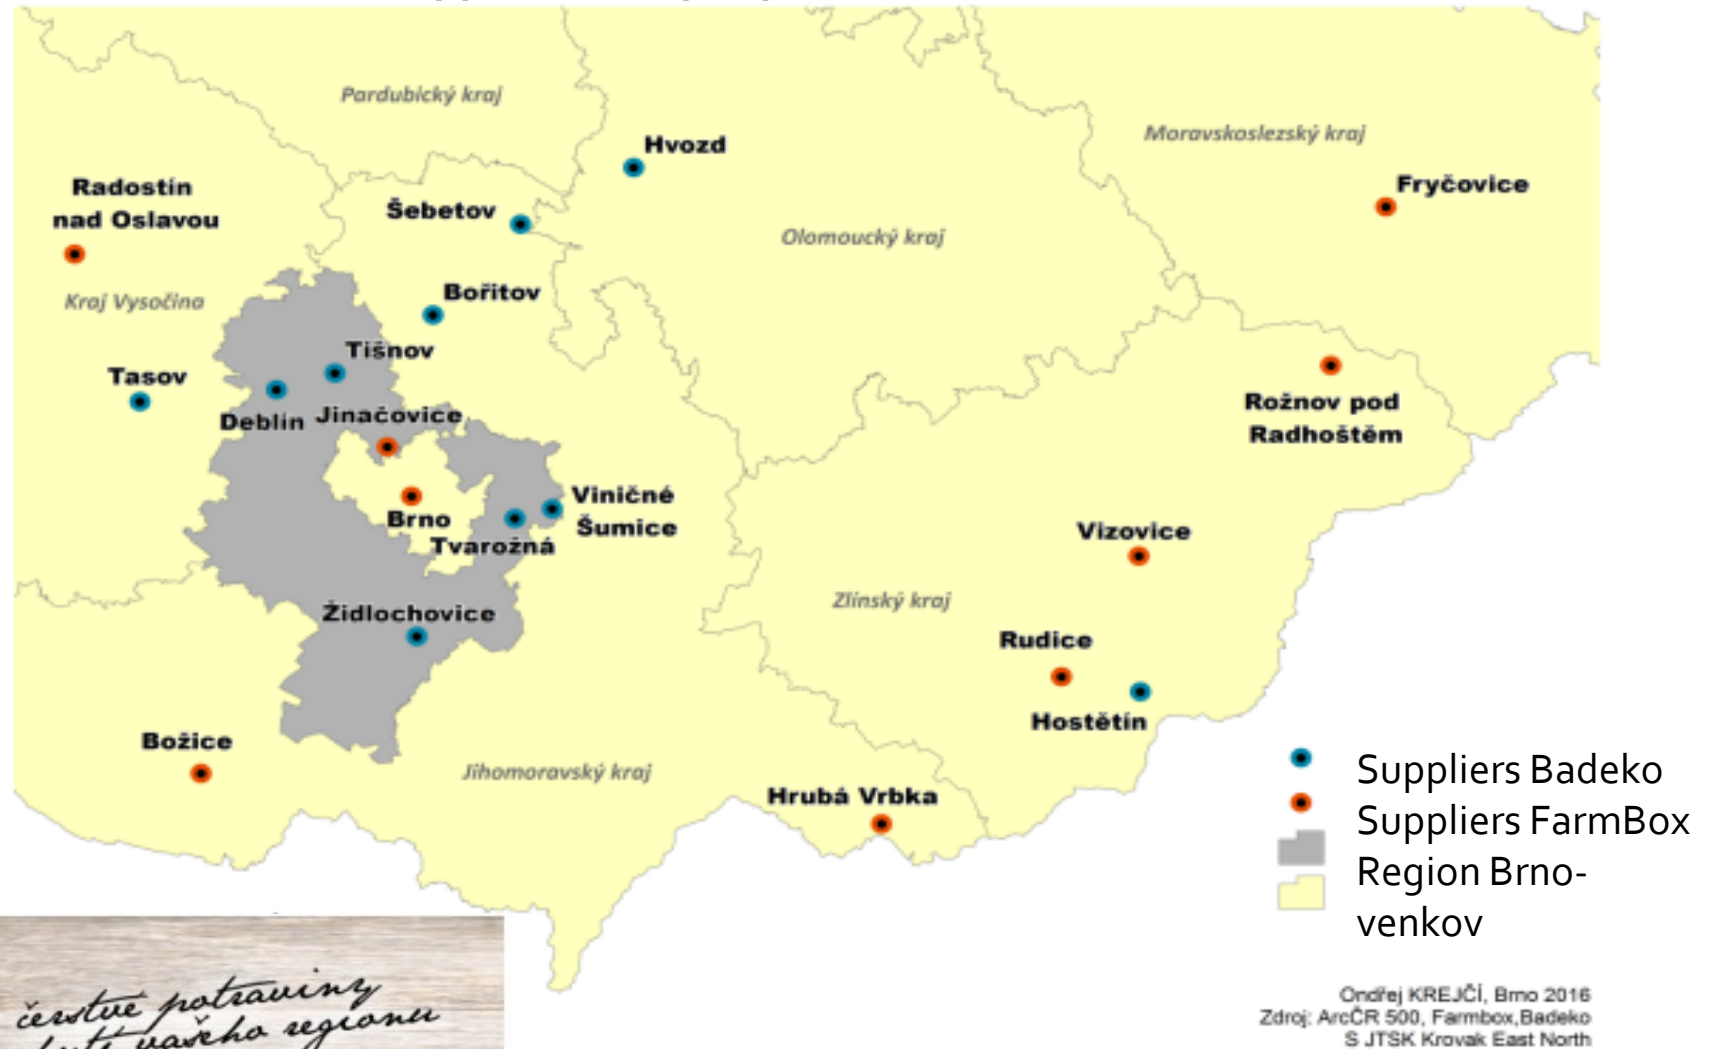 Pardubický kraj
Hvozd
Moravskoslezský kraj
Radostín
nad Oslavou
Fryčovice
Šebetov
Olomoucký kraj
Kraj Vysočina
Bořitov
Tišnov
Tasov
Deblín
Jinačovice
Rožnov pod
Radhoštěm
Brno
Viničné
Šumice
Tvarožná
Vizovice
Židlochovice
Zlínský kraj
Rudice
Hostětín
Božice
Jihomoravský kraj
Hrubá Vrbka
Suppliers Badeko
Suppliers FarmBox
Region Brno-
venkov
čerstvé potraviny
vašeho regionu
Ondřej KREJČÍ, Brno 2016
Zdroj: ArcČR 500, Farmbox,Badeko
S JTSK Krovak East North